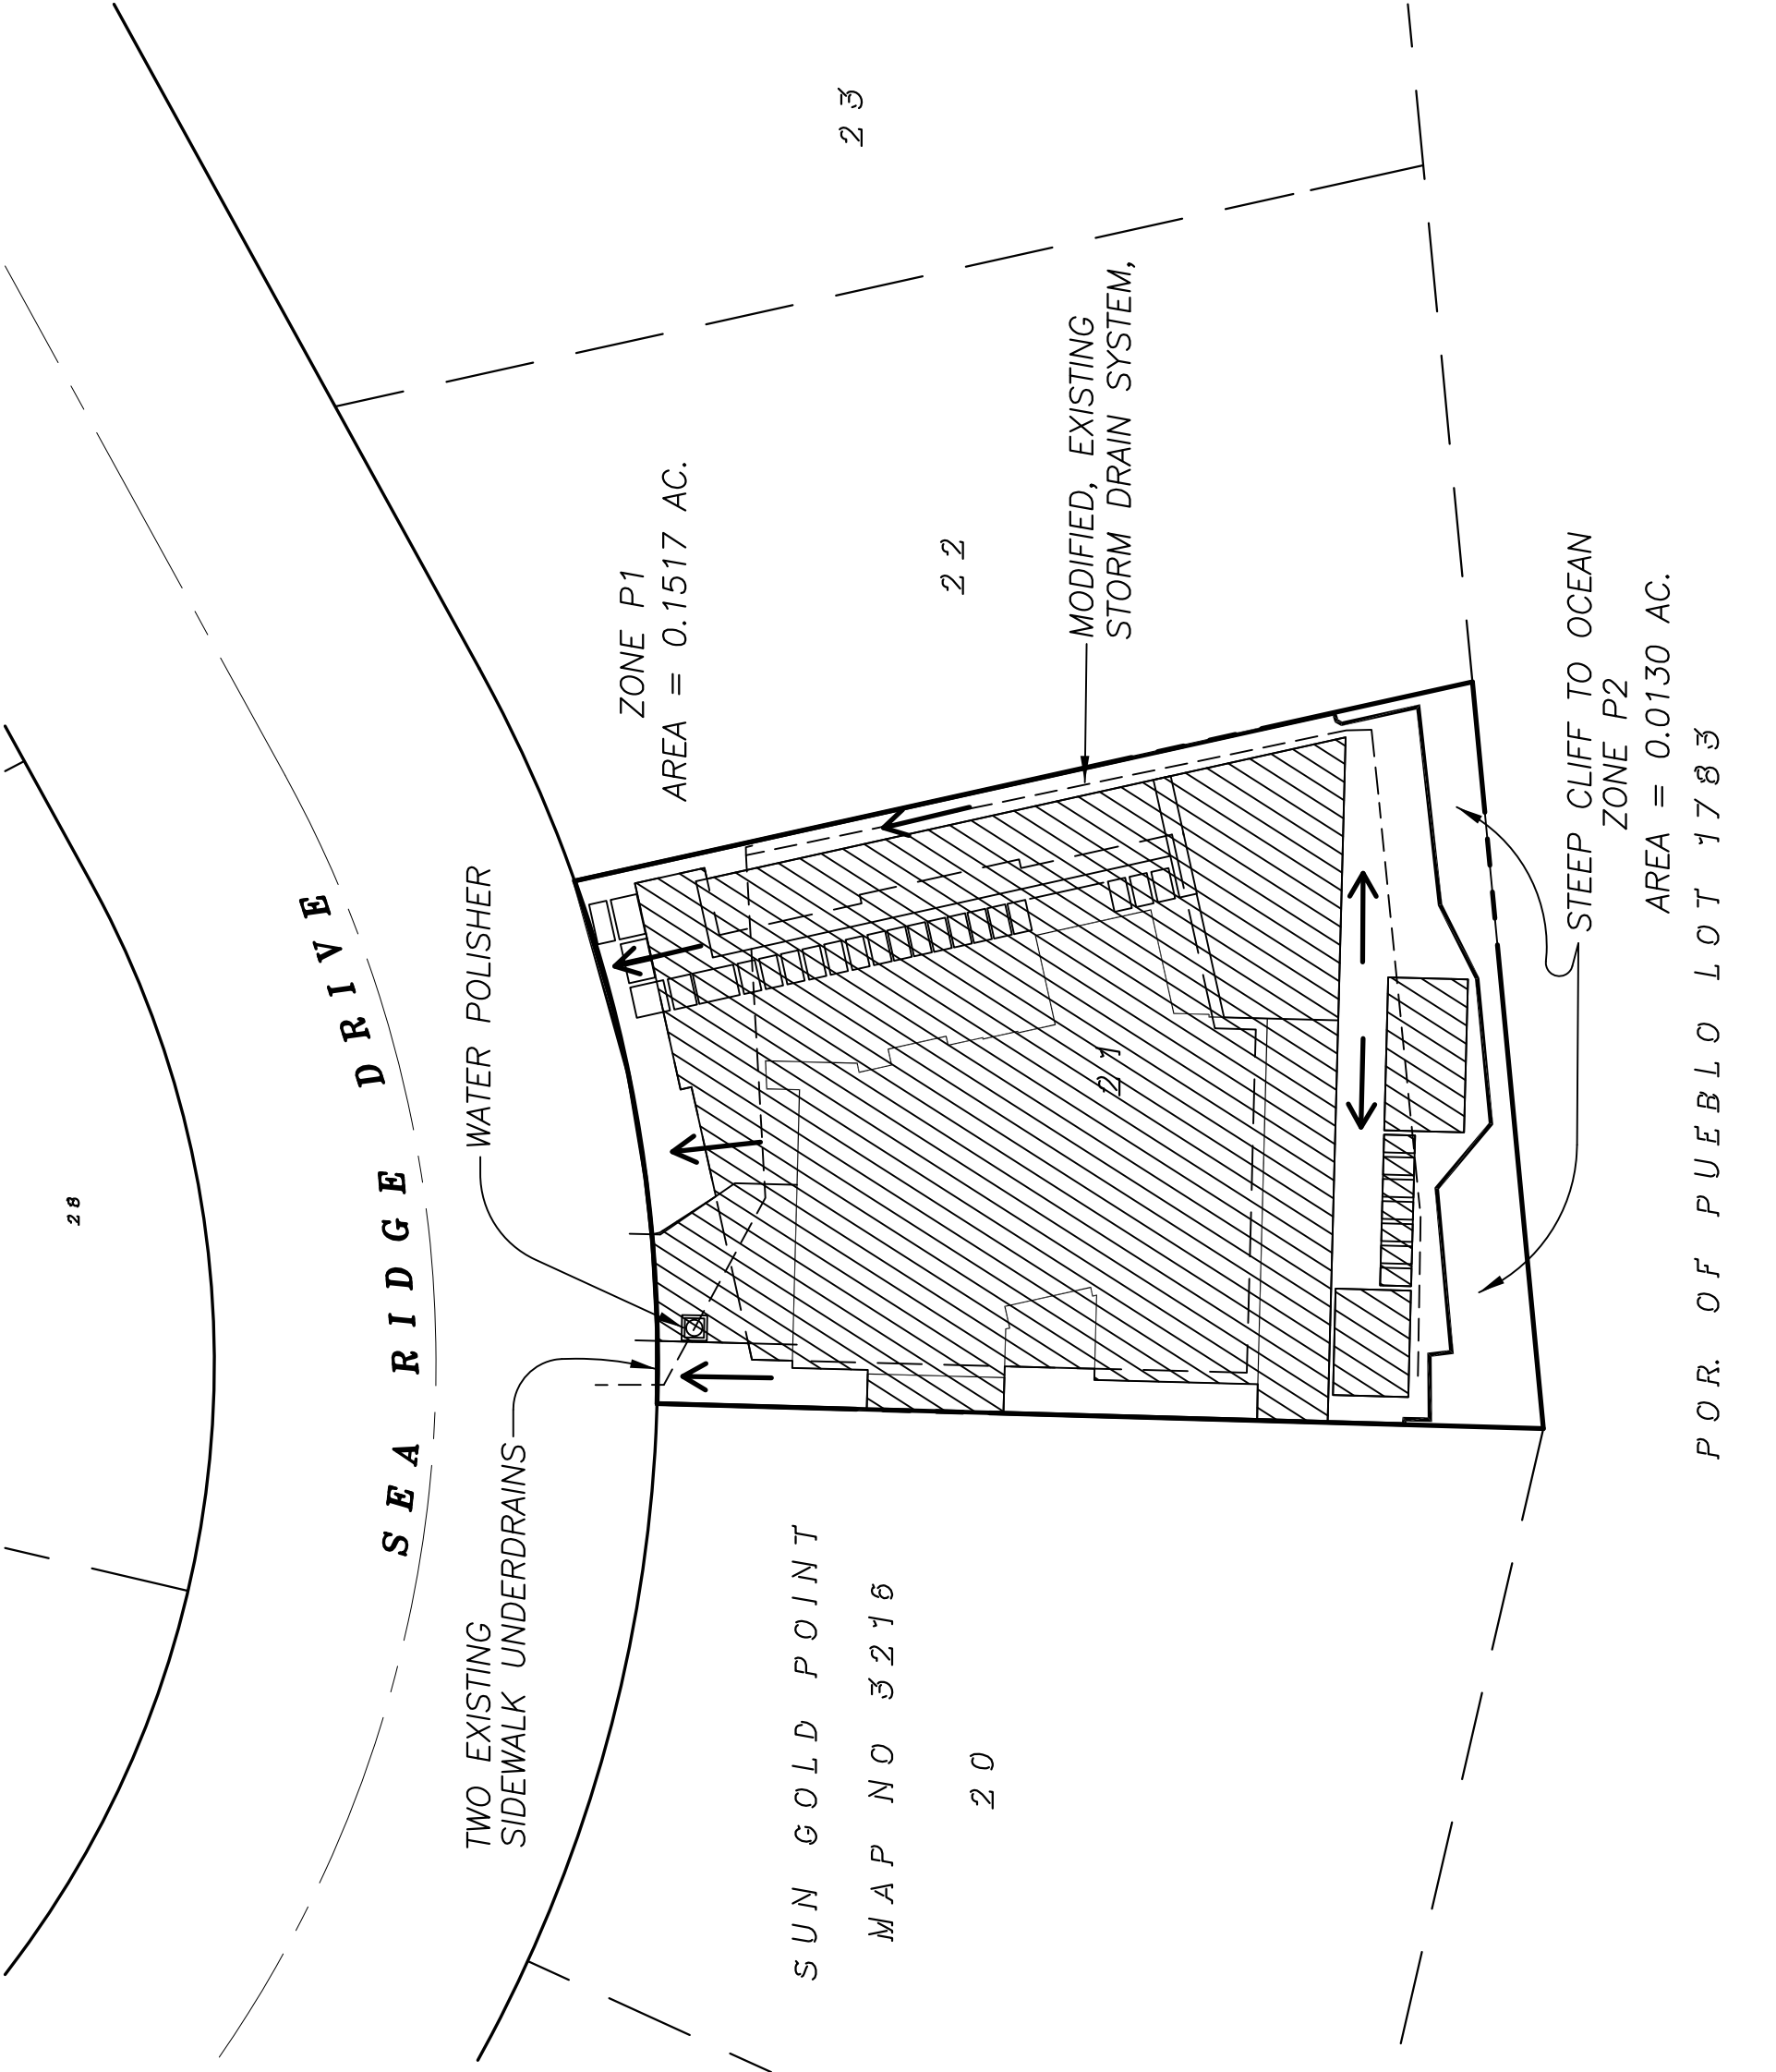 28
SEA RIDGE DRIVE
TWO EXISTING
SIDEWALK UNDERDRAINS
WATER POLISHER
ZONE P1
AREA = 0.1517 AC.
23
22
MODIFIED, EXISTING
STORM DRAIN SYSTEM,
21
SUN GOLD POINT
MAP NO 3216
20
STEEP CLIFF TO OCEAN
ZONE P2
AREA = 0.0130 AC.
POR. OF PUEBLO LOT 1783